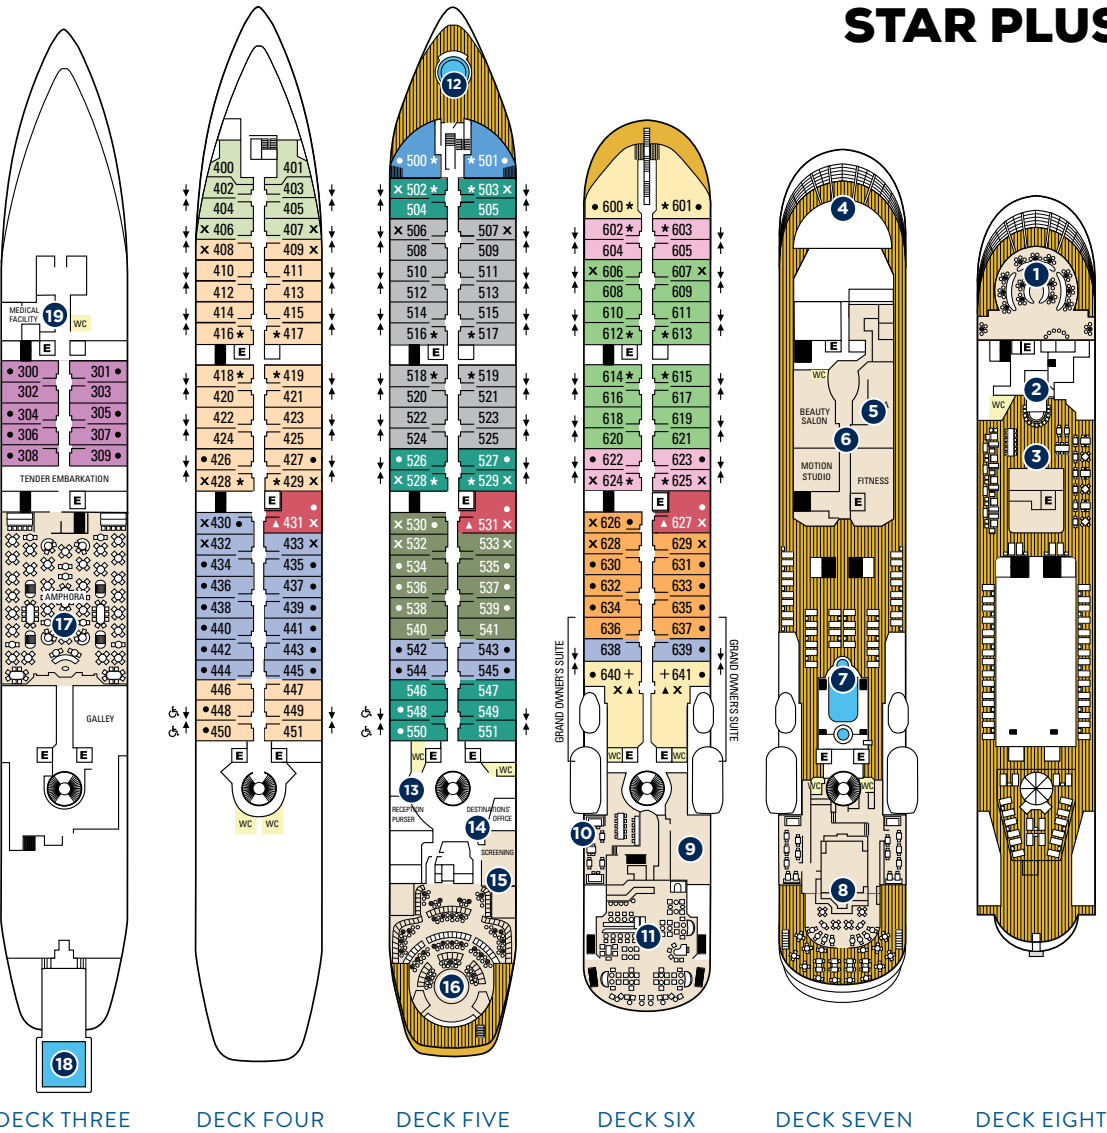 STAR PLUS
MEDICAL
FACILITY
19
WC
E
• 300
301 •
302
303
• 304
305 •
• 306
307 •
• 308
309 •
TENDER EMBARKATION
E
AMPHORA
17
GALLEY
E
E
18
DECK THREE
400
401
402
403
404
405
× 406
407 ×
× 408
409
410
411
412
413
414
415
416 *
* 417
E
418 *
* 419
420
421
422
423
424
425
• 426
427 •
× 428 *
* 429 ×
E
× 430 •
▲ 431 ×
•
× 432
433 ×
• 434
435 •
• 436
437 •
• 438
439 •
• 440
441 •
• 442
443 •
• 444
445 •
446
447
• 448
449
• 450
451
E
E
WC
WC
DECK FOUR
12
• 500 *
* 501 •
× 502 *
* 503 ×
504
505
× 506
507 ×
508
509
510
511
512
513
514
515
516 *
* 517
E
518 *
* 519
520
521
522
523
524
525
• 526
527 •
× 528 *
* 529 ×
E
× 530 •
▲ 531 ×
•
× 532
533 ×
• 534
535 •
• 536
537 •
• 538
539 •
540
541
• 542
543 •
• 544
545 •
546
547
• 548
549
• 550
551
WC
E
E
WC
13
RECEPTION
PURSER
DESTINATIONS'
OFFICE
14
SCREENING
15
16
DECK FIVE
• 600 *
* 601 •
602 *
* 603
604
605
× 606
607 ×
608
609
610
611
612 *
* 613
E
614 *
* 615
616
617
618
619
620
621
• 622
623 •
× 624 *
* 625 ×
E
× 626 •
▲ 627 ×
•
× 628
629 ×
• 630
631 •
• 632
633 •
• 634
635 •
636
637 •
638
639 •
• 640 +
+ 641 •
× ▲
▲ ×
GRAND OWNER'S SUITE
GRAND OWNER'S SUITE
WC
E
E
WC
10
9
11
DECK SIX
4
E
WC
5
BEAUTY
SALON
6
MOTION
STUDIO
FITNESS
E
7
E
E
WC
WC
8
DECK SEVEN
1
E
2
WC
3
E
DECK EIGHT